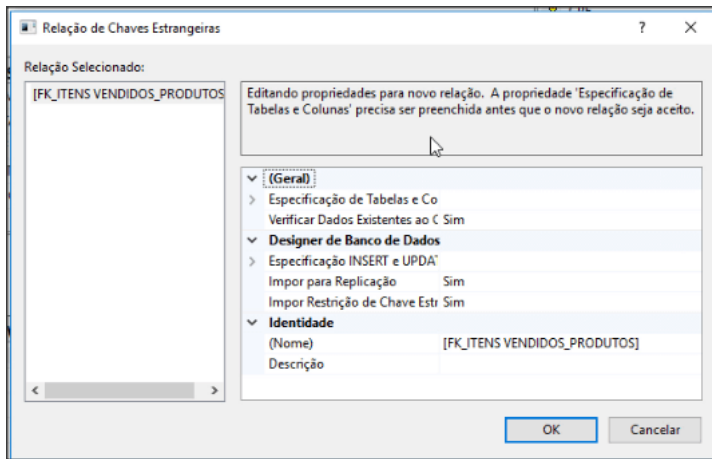 Relação de Chaves Estrangeiras
?
Relação Selecionado:
[FK_ITENS VENDIDOS_PRODUTOS
Editando propriedades para novo relação. A propriedade 'Especificação de
Tabelas e Colunas' precisa ser preenchida antes que o novo relação seja aceito.
(Geral)
Especificação de Tabelas e Co
Verificar Dados Existentes ao C Sim
Designer de Banco de Dados
Especificação INSERT e UPDAT
Impor para Replicação Sim
Impor Restrição de Chave Estr Sim
Identidade
(Nome) [FK_ITENS VENDIDOS_PRODUTOS]
Descrição
OK Cancelar